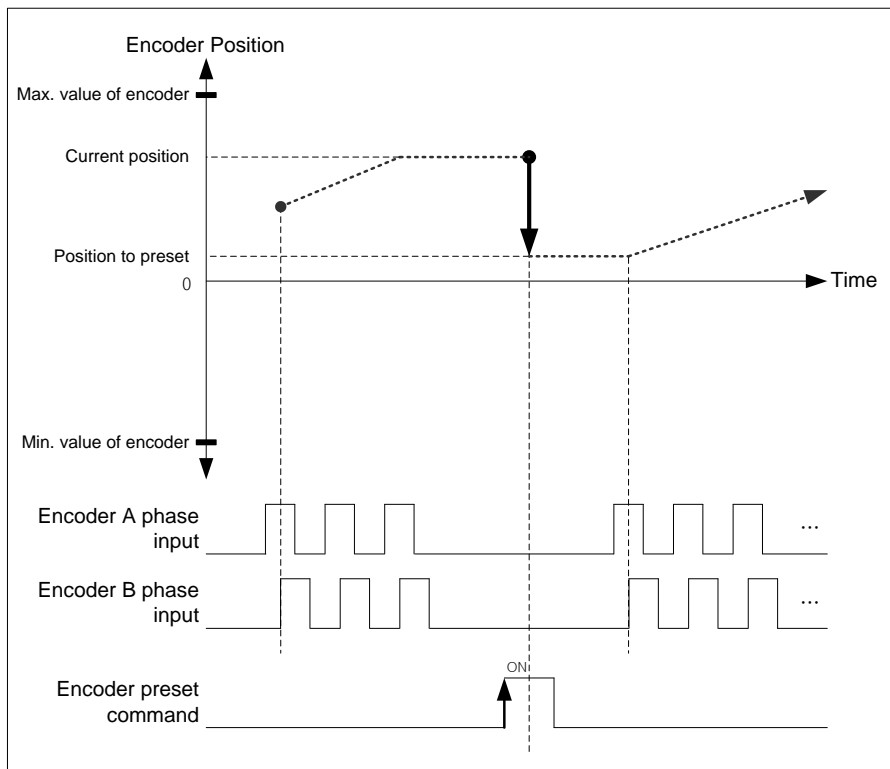 Encoder Position
Max. value of encoder
Current position
Position to preset
0
Time
Min. value of encoder
Encoder A phase
input
...
Encoder B phase
input
...
ON
Encoder preset
command